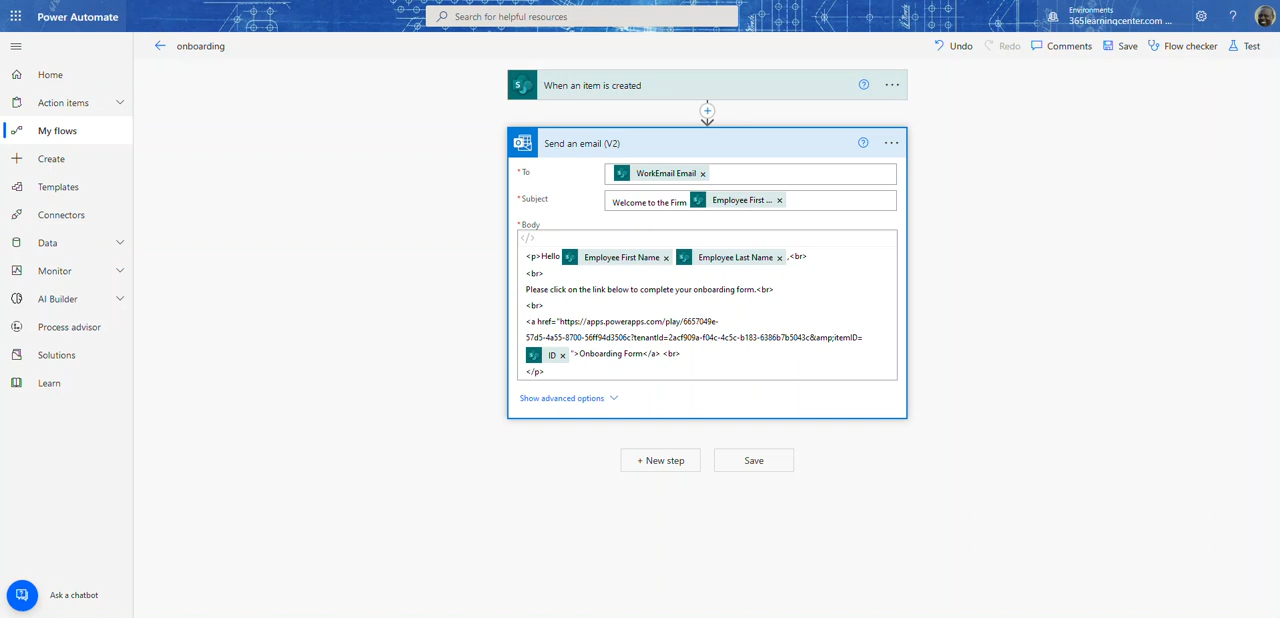 Power Automate
Search for helpful resources
Environments
365learningcenter.com ...
onboarding
Undo
Redo
Comments
Save
Flow checker
Test
Home
Action items
My flows
Create
Templates
Connectors
Data
Monitor
AI Builder
Process advisor
Solutions
Learn
Ask a chatbot
When an item is created
Send an email (V2)
* To
WorkEmail Email x
* Subject
Welcome to the Firm Employee First ... x
* Body
</>
<p>Hello Employee First Name x Employee Last Name x ,<br>
<br>
Please click on the link below to complete your onboarding form.<br>
<br>
<a href="https://apps.powerapps.com/play/6657049e-
57d5-4a55-8700-56ff94d3506c?tenantId=2acf909a-f04c-4c5c-b183-6386b7b5043c&amp;itemID=
ID x ">Onboarding Form</a> <br>
</p>
Show advanced options
+ New step
Save